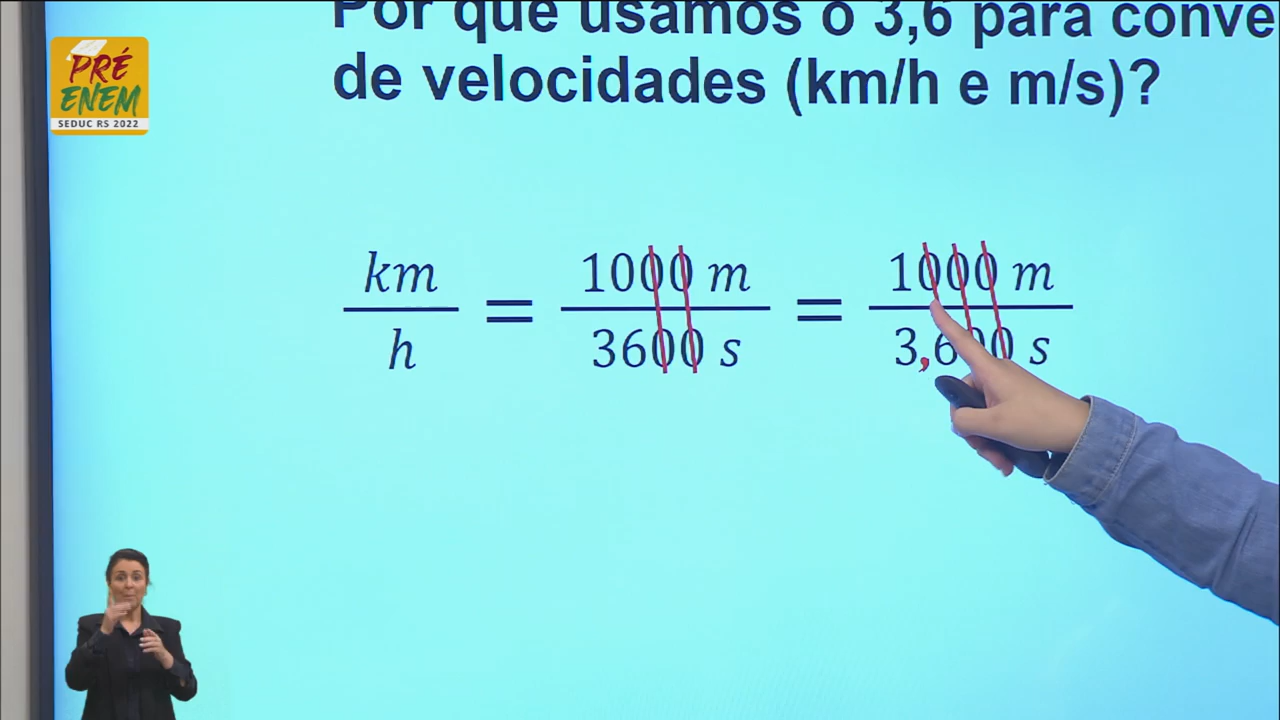 Por que usamos o 3,6 para conve
de velocidades (km/h e m/s)?
PRÉ
ENEM
SEDUC RS 2022
km/h = 1000 m/3600 s = 1000 m/3,600 s